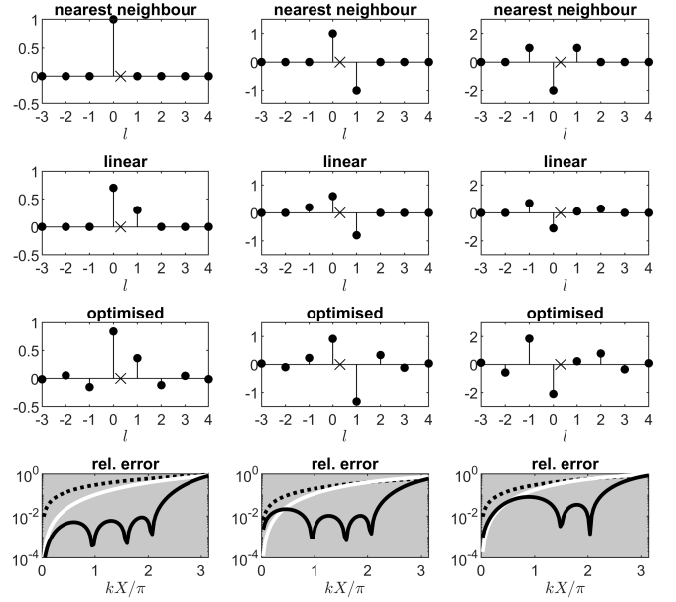 nearest neighbour nearest neighbour nearest neighbour
1 1 2
0.5 0 0
0 -1 -2
-0.5
-3 -2 -1 0 1 2 3 4 -3 -2 -1 0 1 2 3 4 -3 -2 -1 0 1 2 3 4
l l i
linear linear linear
1 1 2
0.5 0 0
0 -1 -2
-0.5
-3 -2 -1 0 1 2 3 4 -3 -2 -1 0 1 2 3 4 -3 -2 -1 0 1 2 3 4
l l i
optimised optimised optimised
1 1 2
0.5 0 0
0 -1 -2
-0.5
-3 -2 -1 0 1 2 3 4 -3 -2 -1 0 1 2 3 4 -3 -2 -1 0 1 2 3 4
l l i
rel. error rel. error rel. error
10^0 10^0 10^0
10^-2 10^-2 10^-2
10^-4 10^-4 10^-4
0 1 2 3 0 1 2 3 0 1 2 3
kX/π kX/π kX/π